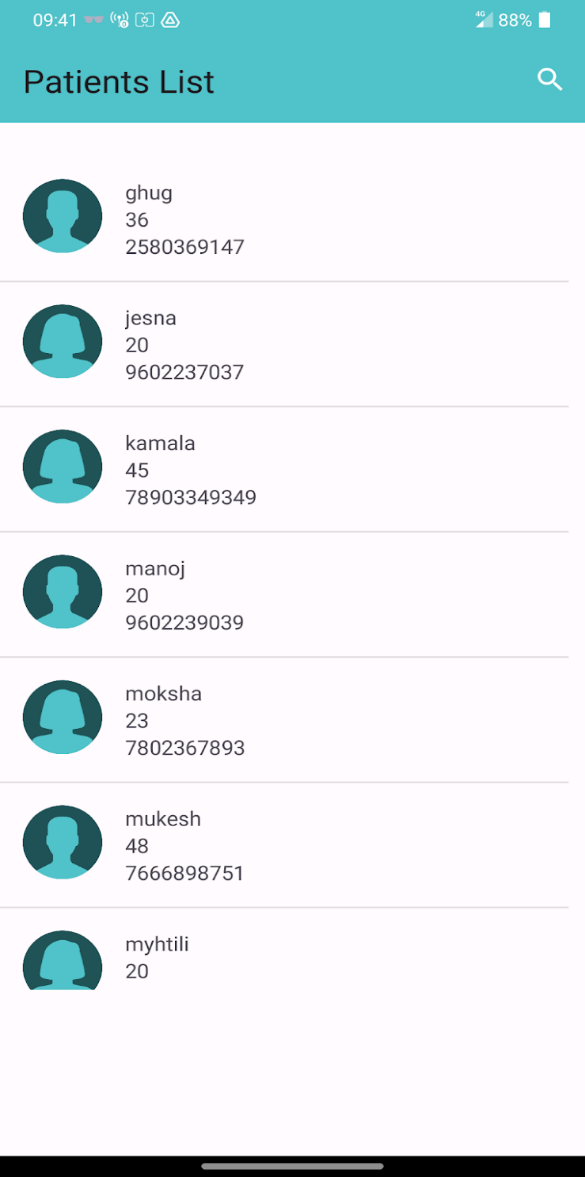 09:41
4G 88%
Patients List
ghug
36
2580369147
jesna
20
9602237037
kamala
45
78903349349
manoj
20
9602239039
moksha
23
7802367893
mukesh
48
7666898751
myhtili
20